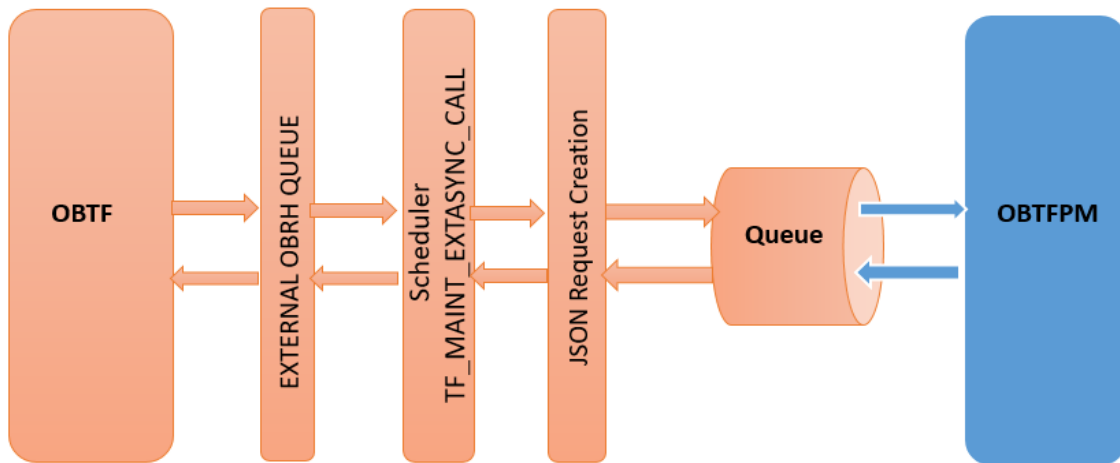 OBTF
EXTERNAL OBRH QUEUE
Scheduler
TF_MAINT_EXTASYNC_CALL
JSON Request Creation
Queue
OBTFPM